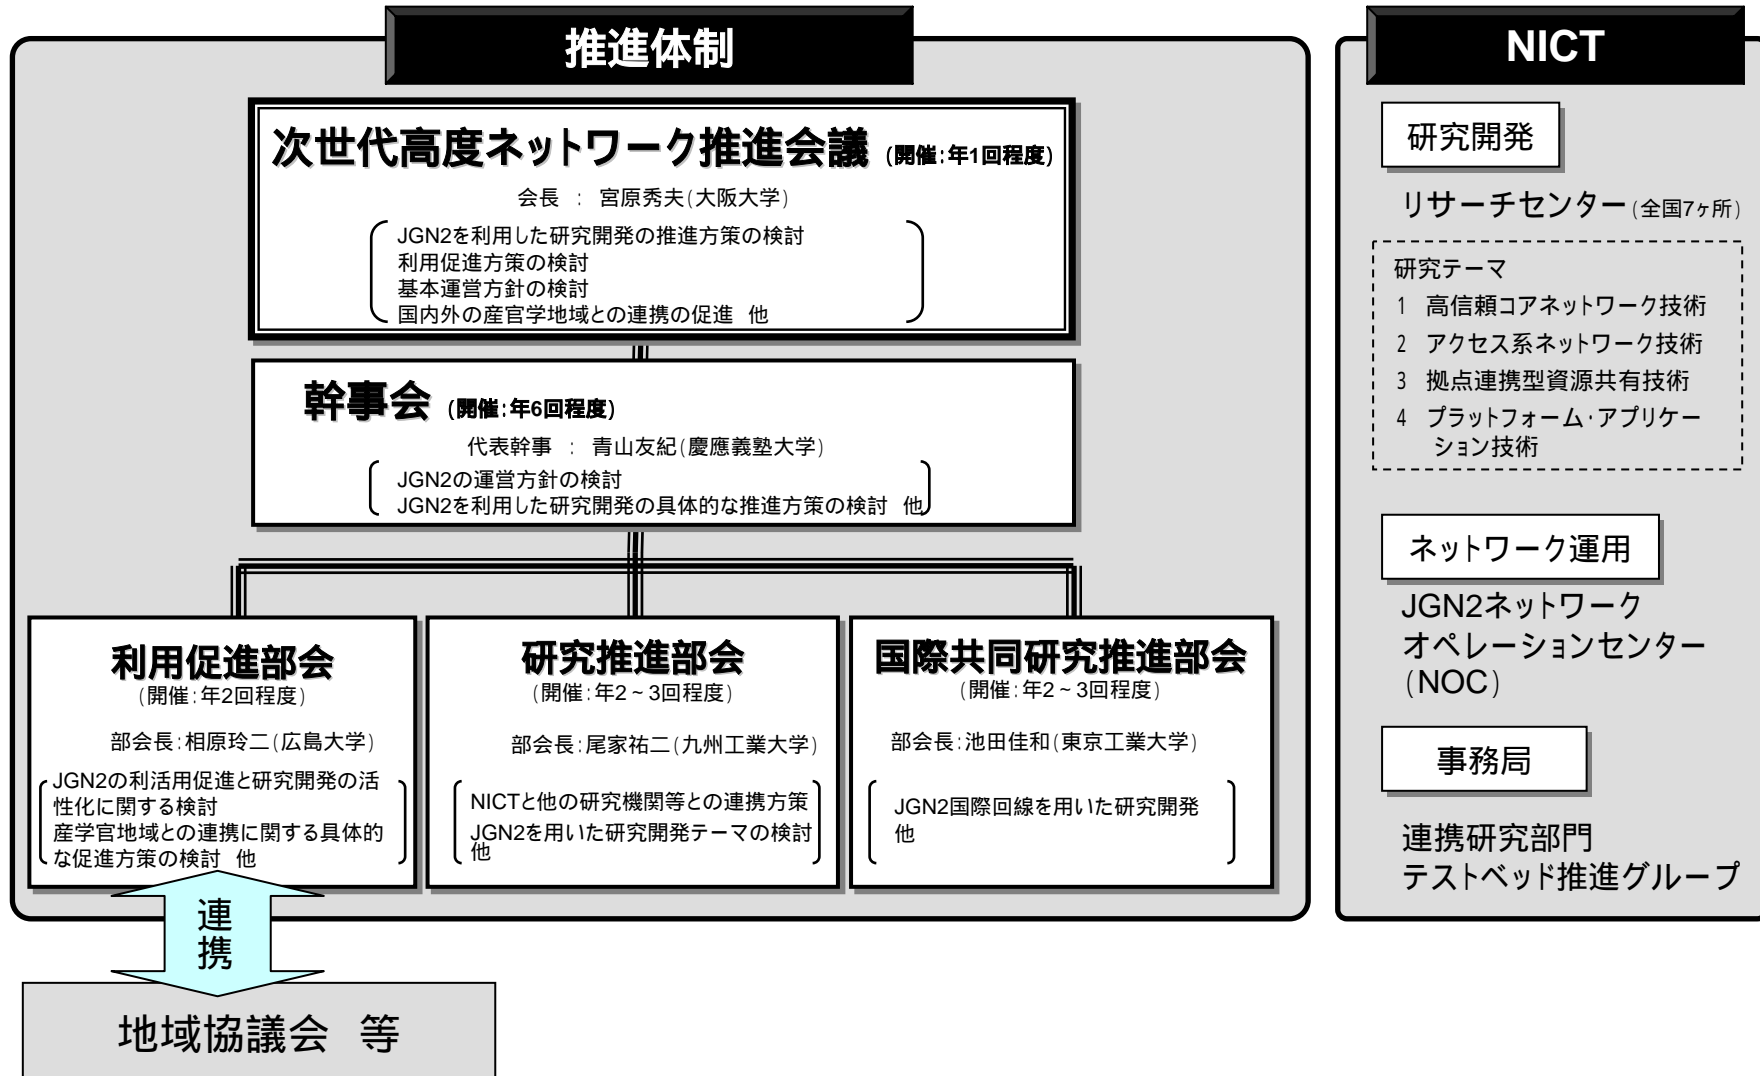 推進体制
次世代高度ネットワーク推進会議 (開催:年1回程度)
会長 : 宮原秀夫(大阪大学)
JGN2を利用した研究開発の推進方策の検討
利用促進方策の検討
基本運営方針の検討
国内外の産官学地域との連携の促進 他
幹事会 (開催:年6回程度)
代表幹事 : 青山友紀(慶應義塾大学)
JGN2の運営方針の検討
JGN2を利用した研究開発の具体的な推進方策の検討 他
利用促進部会
(開催:年2回程度)
部会長:相原玲二(広島大学)
JGN2の利活用促進と研究開発の活
性化に関する検討
産学官地域との連携に関する具体的
な促進方策の検討 他
研究推進部会
(開催:年2~3回程度)
部会長:尾家祐二(九州工業大学)
NICTと他の研究機関等との連携方策
JGN2を用いた研究開発テーマの検討
他
国際共同研究推進部会
(開催:年2~3回程度)
部会長:池田佳和(東京工業大学)
JGN2国際回線を用いた研究開発
他
連
携
地域協議会 等
NICT
研究開発
リサーチセンター(全国7ヶ所)
研究テーマ
1 高信頼コアネットワーク技術
2 アクセス系ネットワーク技術
3 拠点連携型資源共有技術
4 プラットフォーム・アプリケー
ション技術
ネットワーク運用
JGN2ネットワーク
オペレーションセンター
(NOC)
事務局
連携研究部門
テストベッド推進グループ